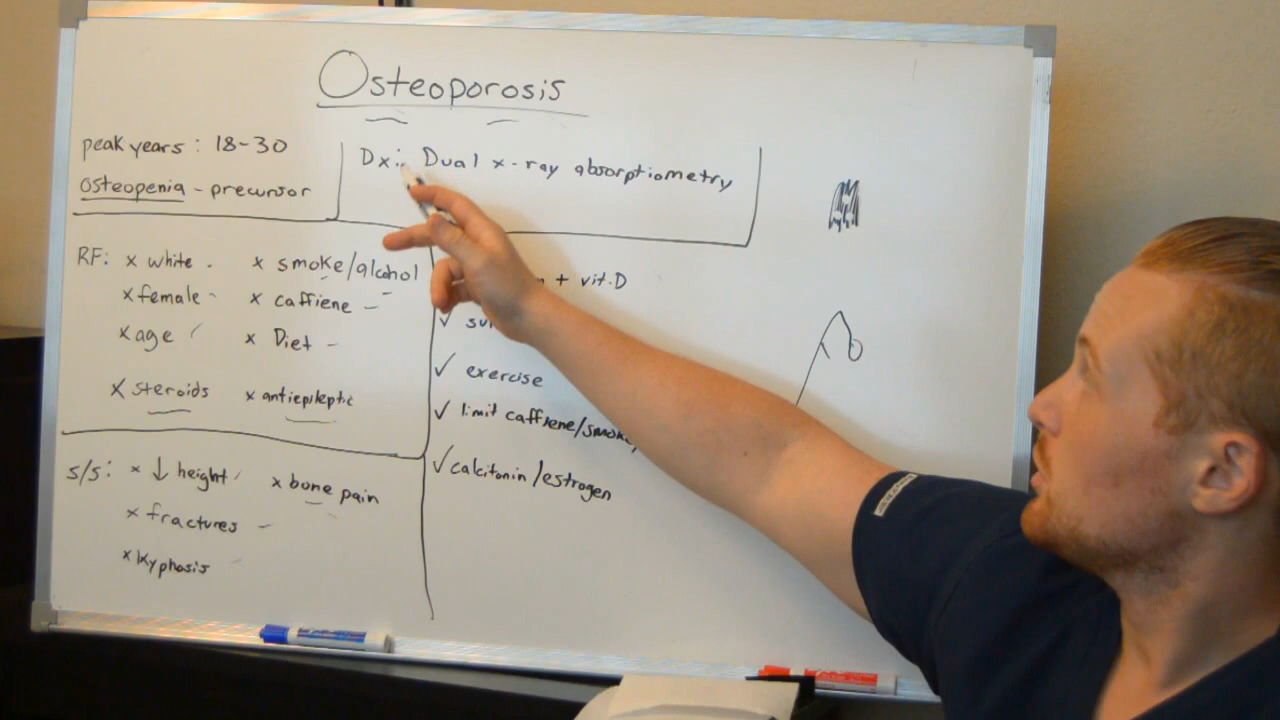 Osteoporosis
peak years: 18-30
osteopenia - precursor
Dx: Dual x-ray absorptiometry
RF: x white
x smoke/alcohol
x female
x caffiene
x age
x Diet
x steroids
x antiepileptic
s/s: x ↓ height
x bone pain
x fractures
x Kyphosis
+ vit.D
✓
✓ exercise
✓ limit caffiene/
✓ calcitonin/estrogen